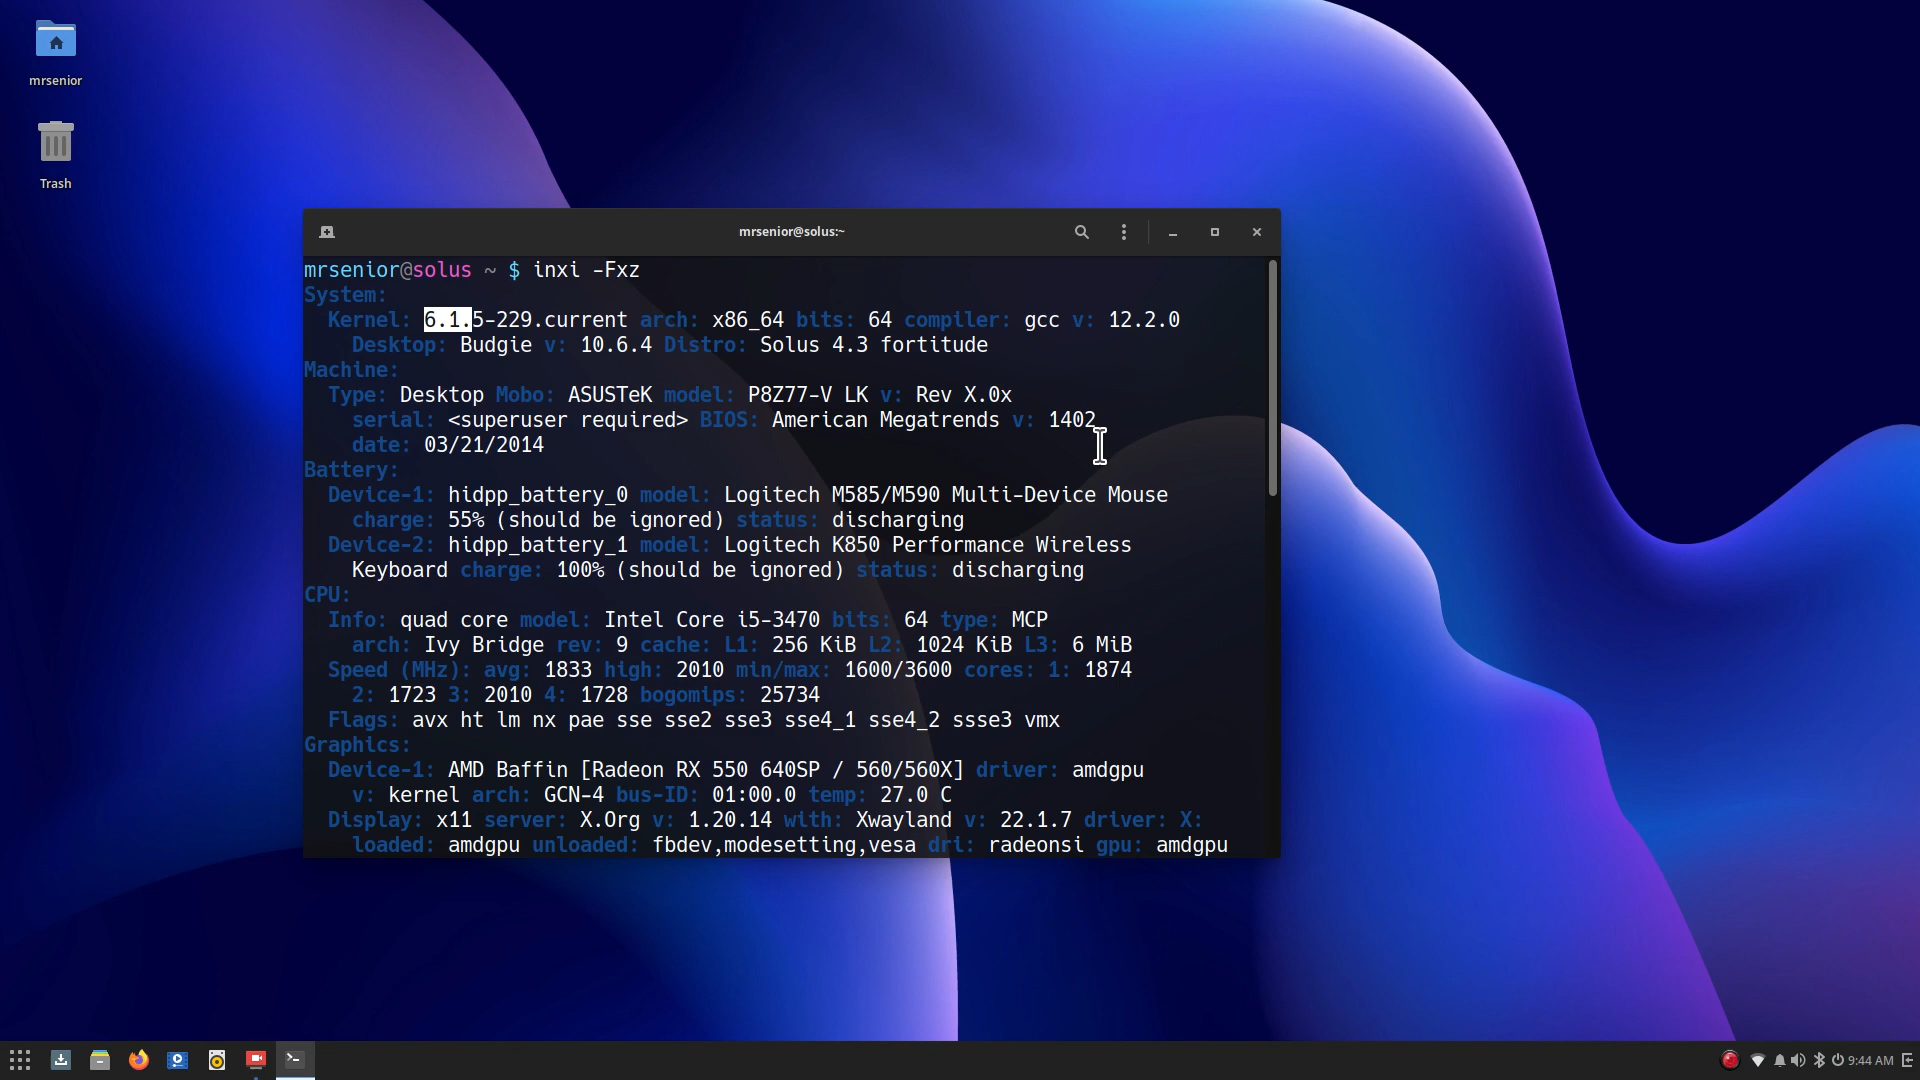 mrsenior
Trash
mrsenior@solus:~
mrsenior@solus ~ $ inxi -Fxz
System:
Kernel: 6.1.5-229.current arch: x86_64 bits: 64 compiler: gcc v: 12.2.0
Desktop: Budgie v: 10.6.4 Distro: Solus 4.3 fortitude
Machine:
Type: Desktop Mobo: ASUSTeK model: P8Z77-V LK v: Rev X.0x
serial: <superuser required> BIOS: American Megatrends v: 1402
date: 03/21/2014
Battery:
Device-1: hidpp_battery_0 model: Logitech M585/M590 Multi-Device Mouse
charge: 55% (should be ignored) status: discharging
Device-2: hidpp_battery_1 model: Logitech K850 Performance Wireless
Keyboard charge: 100% (should be ignored) status: discharging
CPU:
Info: quad core model: Intel Core i5-3470 bits: 64 type: MCP
arch: Ivy Bridge rev: 9 cache: L1: 256 KiB L2: 1024 KiB L3: 6 MiB
Speed (MHz): avg: 1833 high: 2010 min/max: 1600/3600 cores: 1: 1874
2: 1723 3: 2010 4: 1728 bogomips: 25734
Flags: avx ht lm nx pae sse sse2 sse3 sse4_1 sse4_2 ssse3 vmx
Graphics:
Device-1: AMD Baffin [Radeon RX 550 640SP / 560/560X] driver: amdgpu
v: kernel arch: GCN-4 bus-ID: 01:00.0 temp: 27.0 C
Display: x11 server: X.Org v: 1.20.14 with: Xwayland v: 22.1.7 driver: X:
loaded: amdgpu unloaded: fbdev,modesetting,vesa dri: radeonsi gpu: amdgpu
9:44 AM